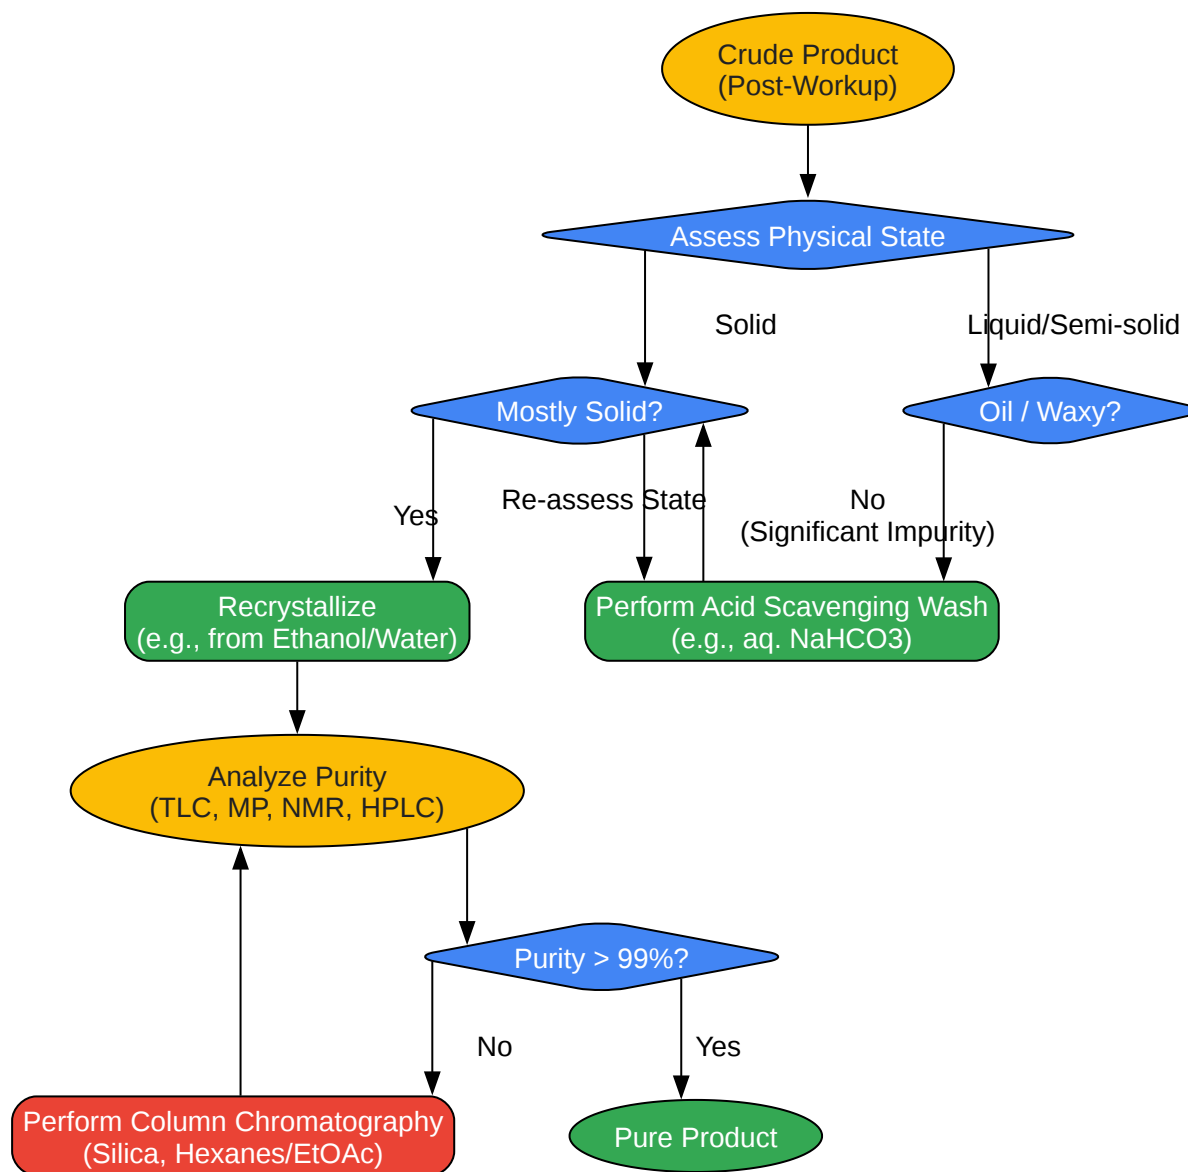 Crude Product
(Post-Workup)
Assess Physical State
Solid
Liquid/Semi-solid
Mostly Solid?
Oil / Waxy?
Yes
Re-assess State
No
(Significant Impurity)
Recrystallize
(e.g., from Ethanol/Water)
Perform Acid Scavenging Wash
(e.g., aq. NaHCO3)
Analyze Purity
(TLC, MP, NMR, HPLC)
Purity > 99%?
No
Yes
Perform Column Chromatography
(Silica, Hexanes/EtOAc)
Pure Product